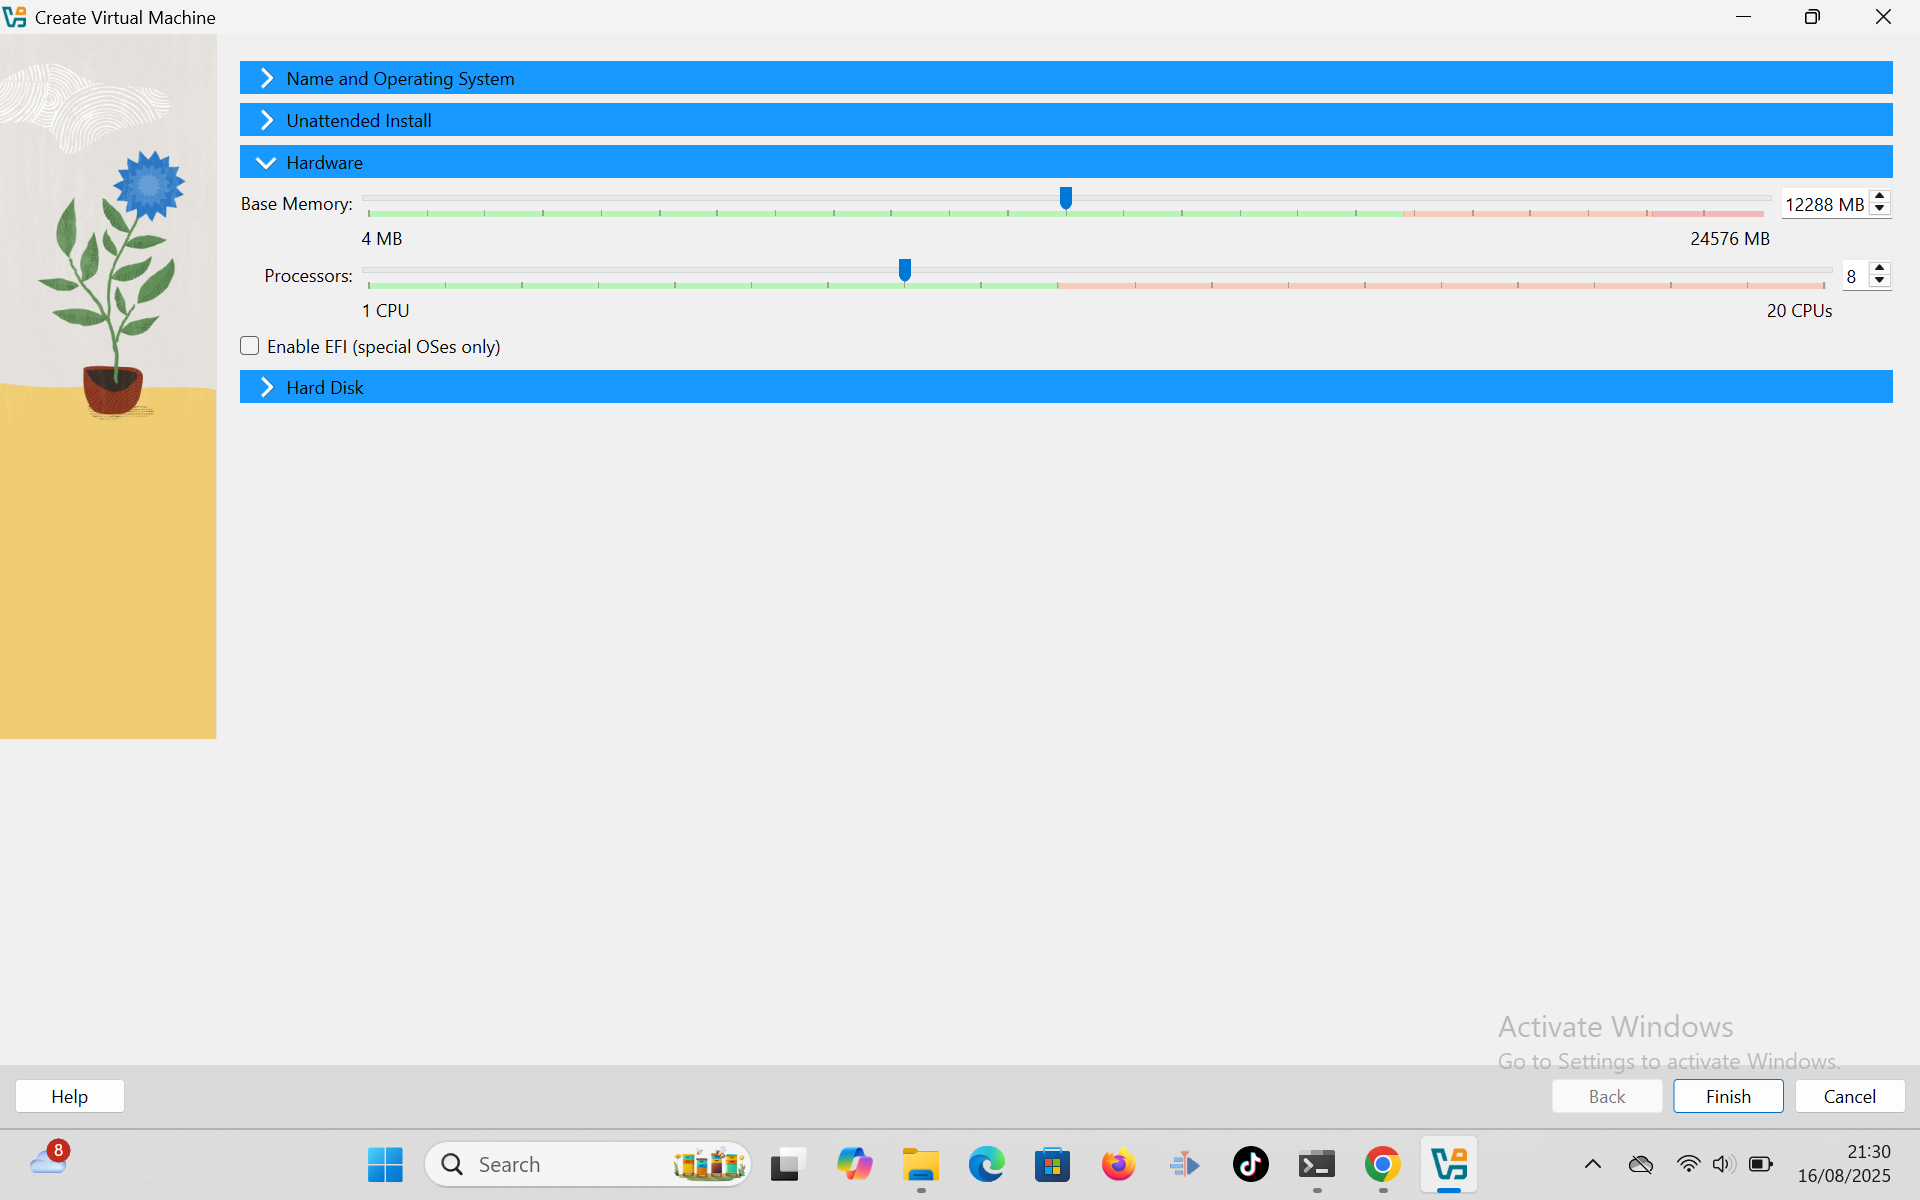 Create Virtual Machine
Name and Operating System
Unattended Install
Hardware
Base Memory:
12288 MB
4 MB
24576 MB
Processors:
8
1 CPU
20 CPUs
Enable EFI (special OSes only)
Hard Disk
Activate Windows
Go to Settings to activate Windows.
Help
Back
Finish
Cancel
8
Search
21:30
16/08/2025